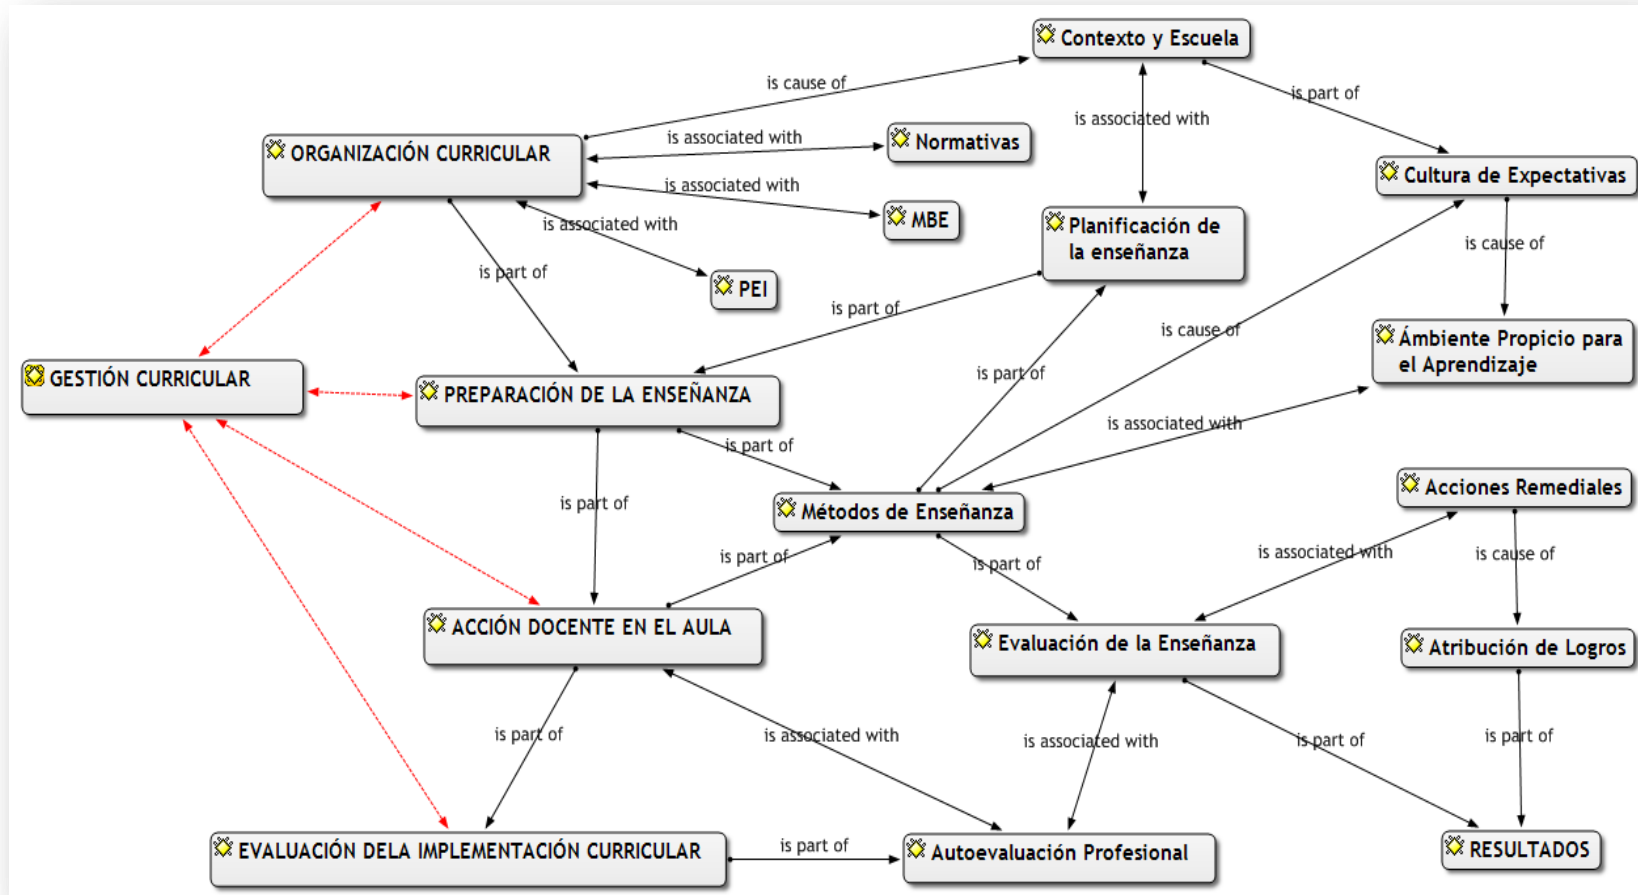 Contexto y Escuela
is cause of
is part of
is associated with
is associated with
Normativas
ORGANIZACIÓN CURRICULAR
Cultura de Expectativas
is associated with
MBE
is associated with
Planificación de
la enseñanza
is cause of
is part of
PEI
is part of
is cause of
Ámbiente Propicio para
el Aprendizaje
GESTIÓN CURRICULAR
PREPARACIÓN DE LA ENSEÑANZA
is part of
is associated with
is part of
Acciones Remediales
is part of
Métodos de Enseñanza
is part of
is part of
is associated with
is cause of
ACCIÓN DOCENTE EN EL AULA
Evaluación de la Enseñanza
Atribución de Logros
is part of
is associated with
is associated with
is part of
is part of
EVALUACIÓN DELA IMPLEMENTACIÓN CURRICULAR
is part of
Autoevaluación Profesional
RESULTADOS